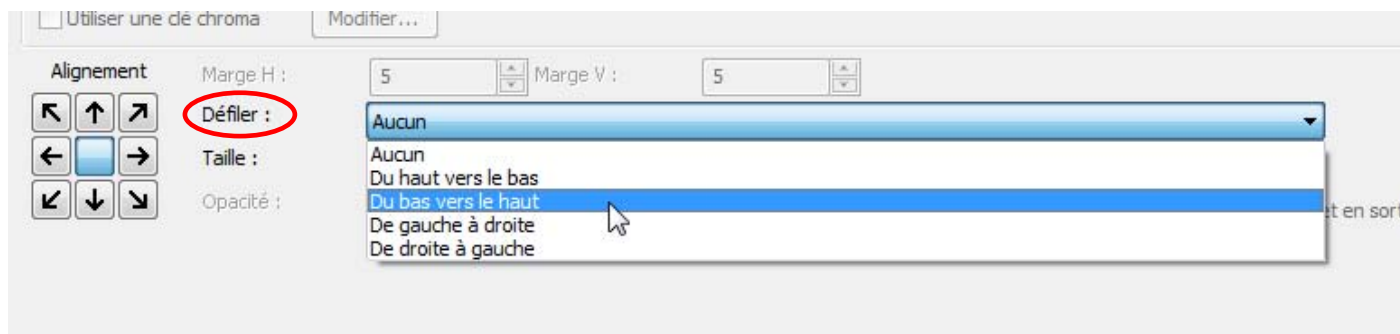 Utiliser une clé chroma Modifier...
Alignement Marge H : 5 Marge V : 5
Défiler : Aucun
Taille : Aucun
Du haut vers le bas
Opacité : Du bas vers le haut
et en sort
De gauche à droite
De droite à gauche